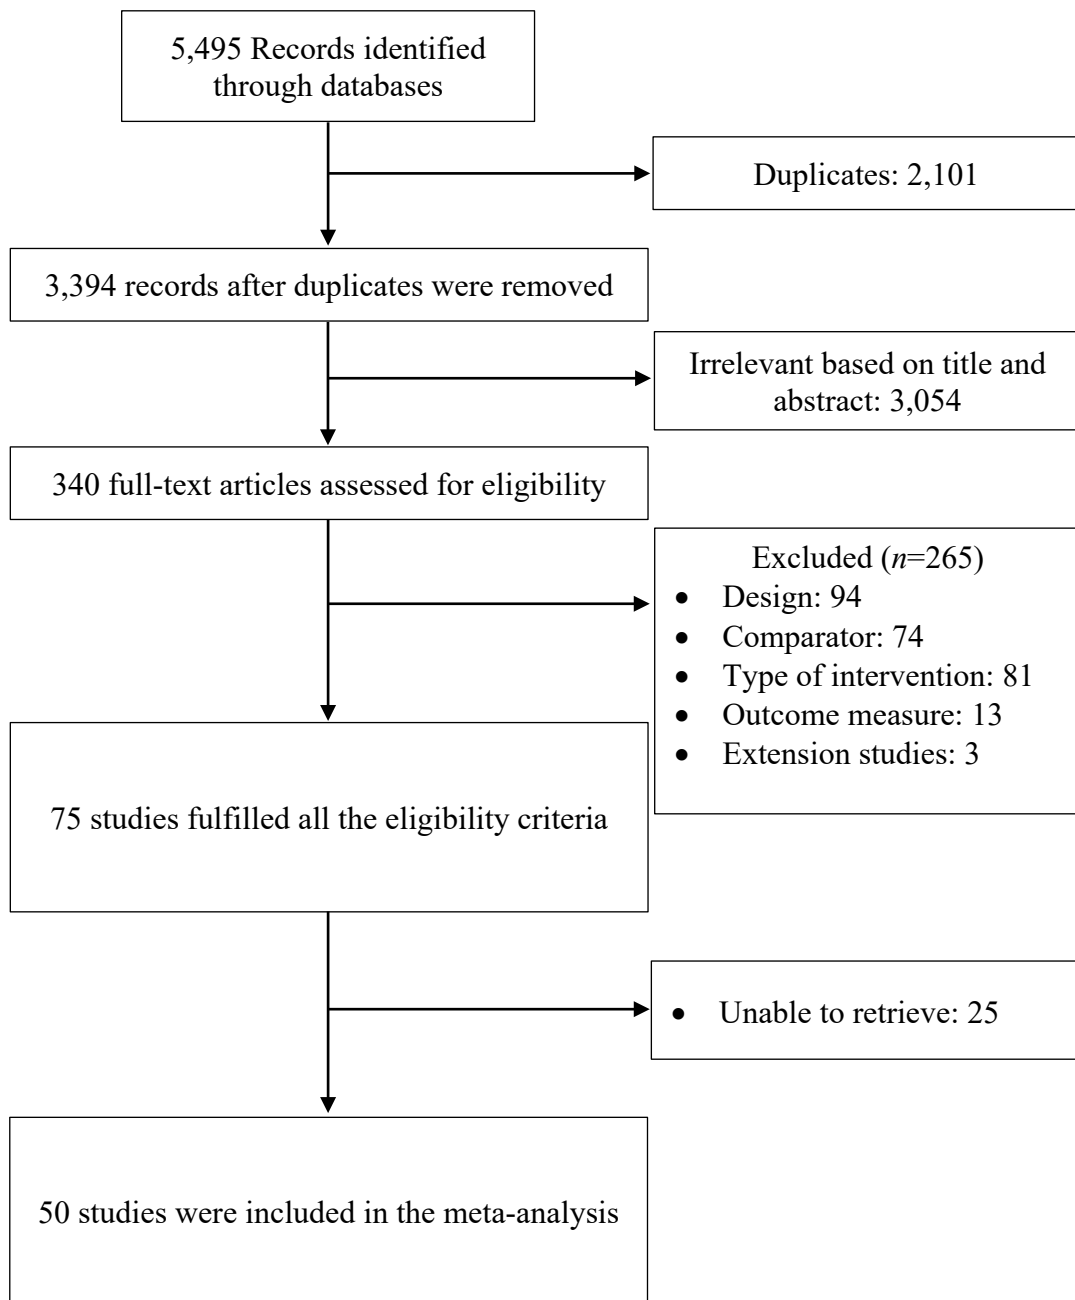 5,495 Records identified
through databases
Duplicates: 2,101
3,394 records after duplicates were removed
Irrelevant based on title and
abstract: 3,054
340 full-text articles assessed for eligibility
Excluded (n=265)
• Design: 94
• Comparator: 74
• Type of intervention: 81
• Outcome measure: 13
• Extension studies: 3
75 studies fulfilled all the eligibility criteria
• Unable to retrieve: 25
50 studies were included in the meta-analysis